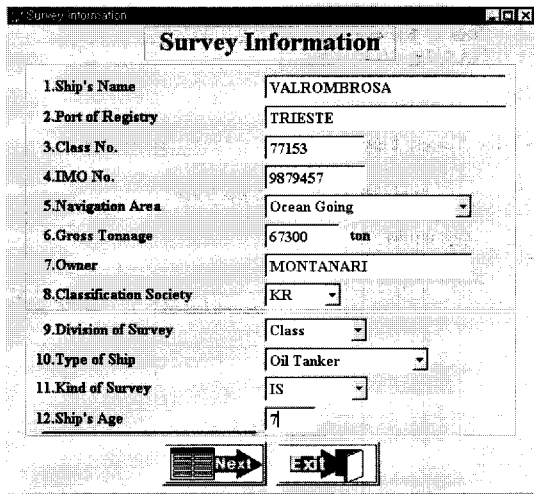 Survey Information
Survey Information
1.Ship's Name VALROMBROSA
2.Port of Registry TRIESTE
3.Class No. 77153
4.IMO No. 9879457
5.Navigation Area Ocean Going
6.Gross Tonnage 67300 ton
7.Owner MONTANARI
8.Classification Society KR
9.Division of Survey Class
10.Type of Ship Oil Tanker
11.Kind of Survey IS
12.Ship's Age 7
Next Exit